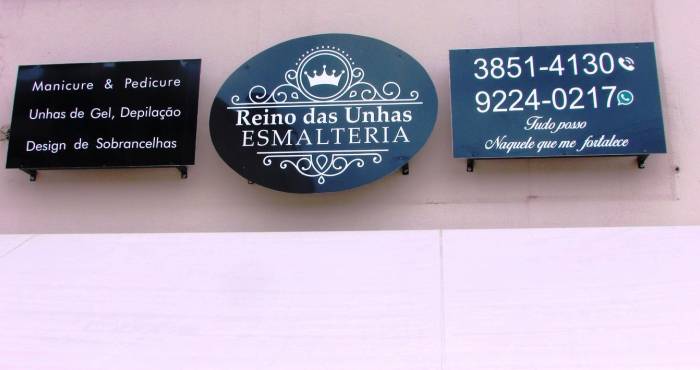 Manicure & Pedicure
Unhas de Gel, Depilação
Design de Sobrancelhas
Reino das Unhas
ESMALTERIA
3851-4130
9224-0217
Tudo posso
Naquele que me fortalece